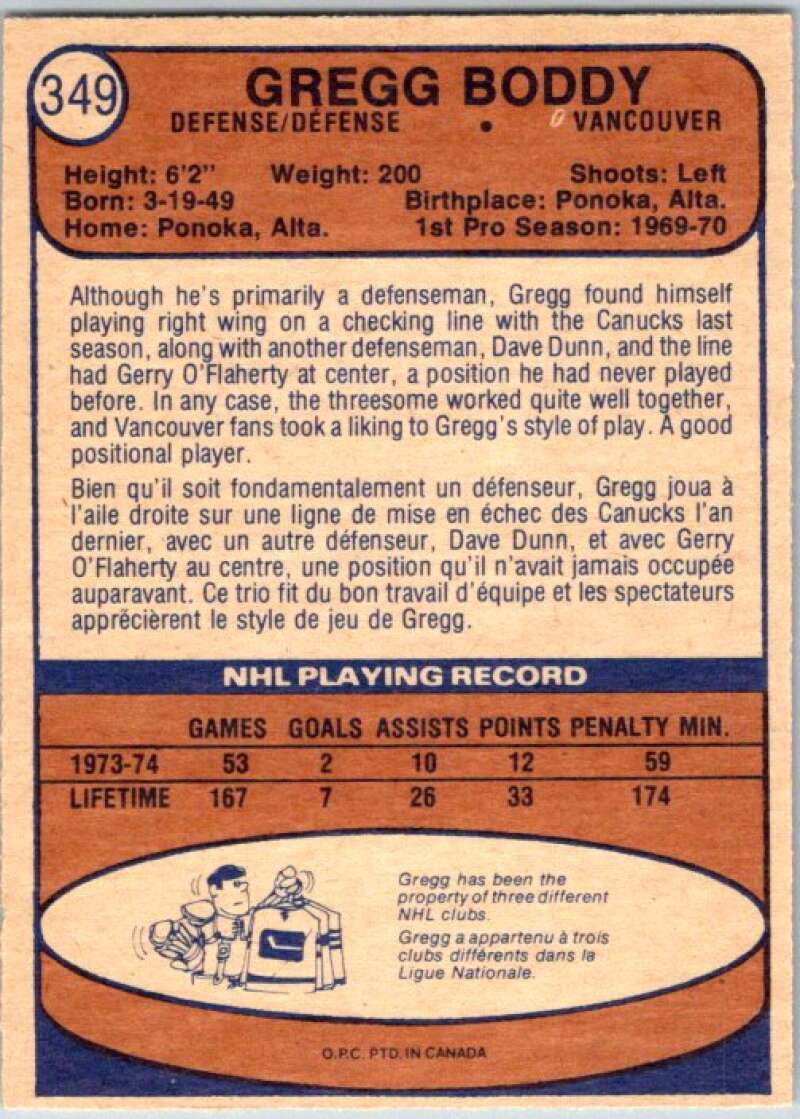 349
GREGG BODDY
DEFENSE/DÉFENSE • VANCOUVER
Height: 6'2" Weight: 200 Shoots: Left
Born: 3-19-49 Birthplace: Ponoka, Alta.
Home: Ponoka, Alta. 1st Pro Season: 1969-70
Although he's primarily a defenseman, Gregg found himself
playing right wing on a checking line with the Canucks last
season, along with another defenseman, Dave Dunn, and the line
had Gerry O'Flaherty at center, a position he had never played
before. In any case, the threesome worked quite well together,
and Vancouver fans took a liking to Gregg's style of play. A good
positional player.
Bien qu'il soit fondamentalement un défenseur, Gregg joua à
l'aile droite sur une ligne de mise en échec des Canucks l'an
dernier, avec un autre défenseur, Dave Dunn, et avec Gerry
O'Flaherty au centre, une position qu'il n'avait jamais occupée
auparavant. Ce trio fit du bon travail d'équipe et les spectateurs
apprécièrent le style de jeu de Gregg.
NHL PLAYING RECORD
GAMES GOALS ASSISTS POINTS PENALTY MIN.
1973-74 53 2 10 12 59
LIFETIME 167 7 26 33 174
Gregg has been the
property of three different
NHL clubs.
Gregg a appartenu à trois
clubs différents dans la
Ligue Nationale.
O.P.C. PTD. IN CANADA